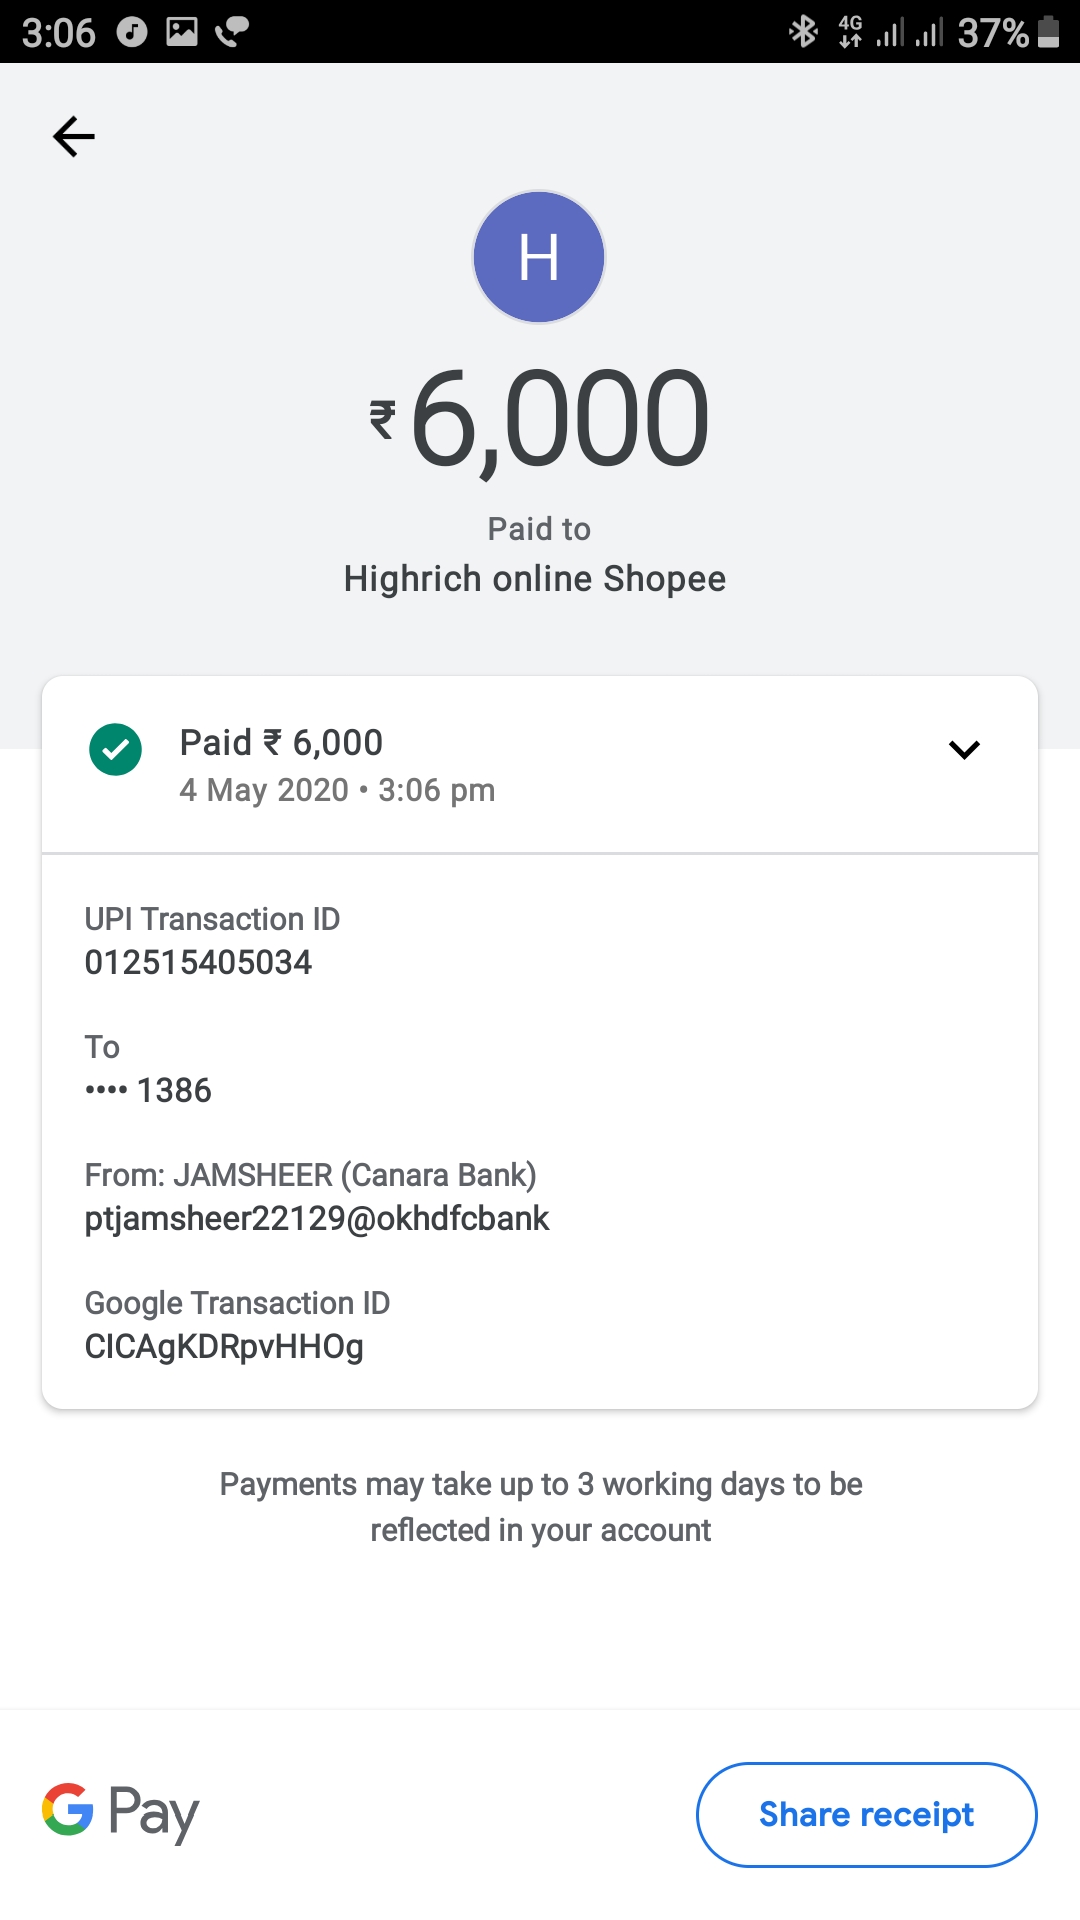 3:06 4G 37%
H
₹6,000
Paid to
Highrich online Shopee
Paid ₹ 6,000
4 May 2020 • 3:06 pm
UPI Transaction ID
012515405034
To
•••• 1386
From: JAMSHEER (Canara Bank)
ptjamsheer22129@okhdfcbank
Google Transaction ID
CICAgKDRpvHHOg
Payments may take up to 3 working days to be
reflected in your account
G Pay
Share receipt